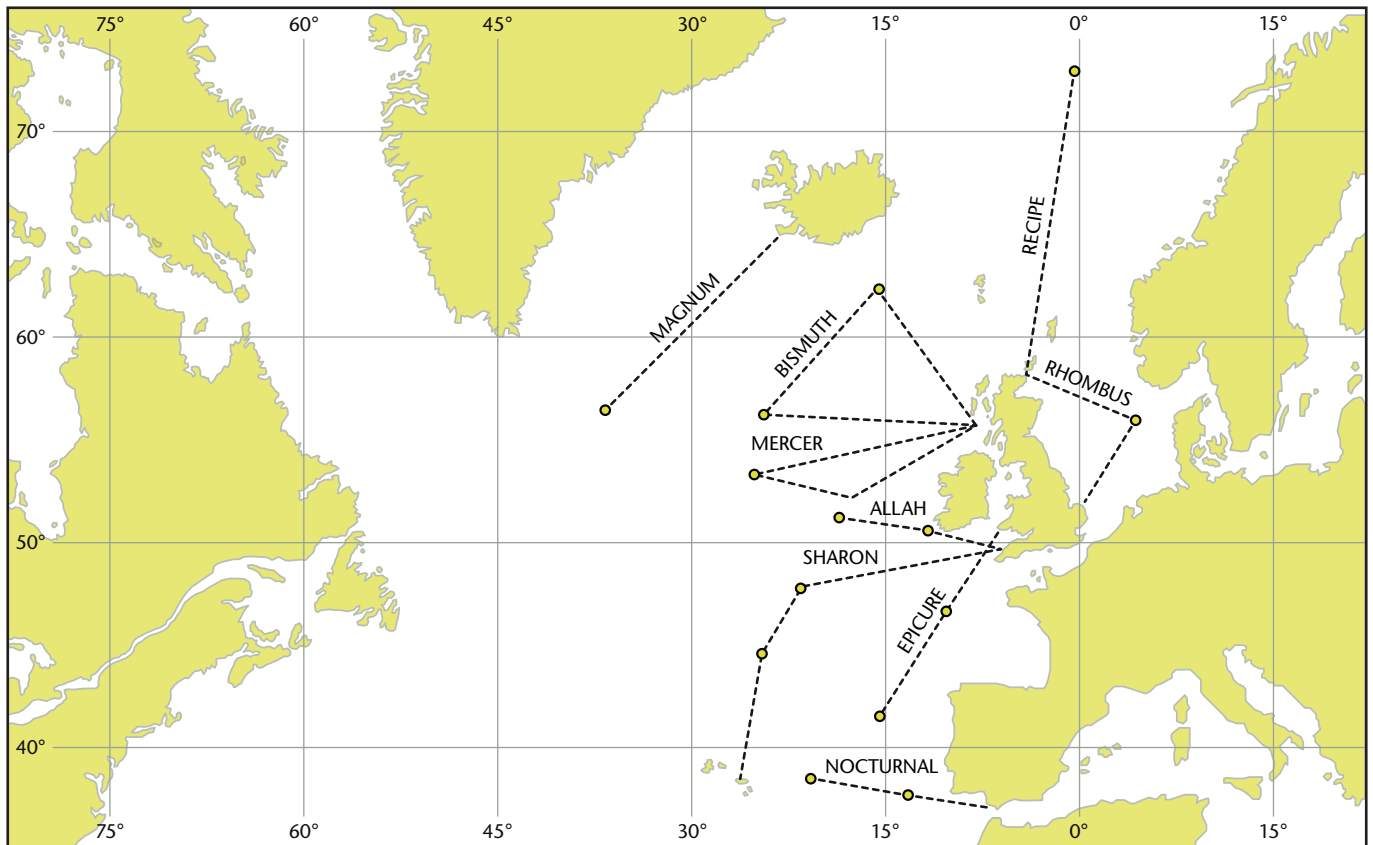 75° 60° 45° 30° 15° 0° 15°
70°
RECIPE
MAGNUM
BISMUTH
60°
RHOMBUS
MERCER
ALLAH
50°
SHARON
EPICURE
40°
NOCTURNAL
75° 60° 45° 30° 15° 0° 15°